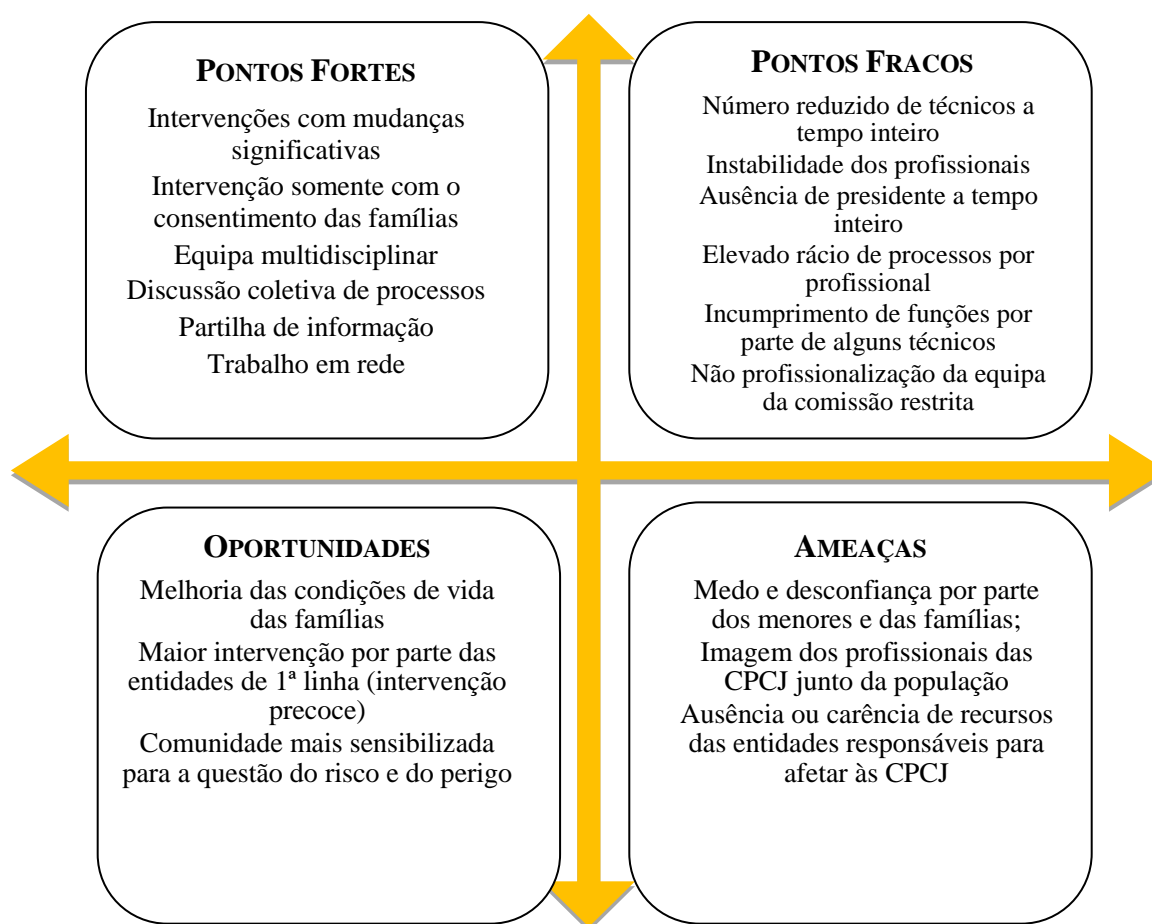 PONTOS FORTES
Intervenções com mudanças
significativas
Intervenção somente com o
consentimento das famílias
Equipa multidisciplinar
Discussão coletiva de processos
Partilha de informação
Trabalho em rede
PONTOS FRACOS
Número reduzido de técnicos a
tempo inteiro
Instabilidade dos profissionais
Ausência de presidente a tempo
inteiro
Elevado rácio de processos por
profissional
Incumprimento de funções por
parte de alguns técnicos
Não profissionalização da equipa
da comissão restrita
OPORTUNIDADES
Melhoria das condições de vida
das famílias
Maior intervenção por parte das
entidades de 1ª linha (intervenção
precoce)
Comunidade mais sensibilizada
para a questão do risco e do perigo
AMEAÇAS
Medo e desconfiança por parte
dos menores e das famílias;
Imagem dos profissionais das
CPCJ junto da população
Ausência ou carência de recursos
das entidades responsáveis para
afetar às CPCJ